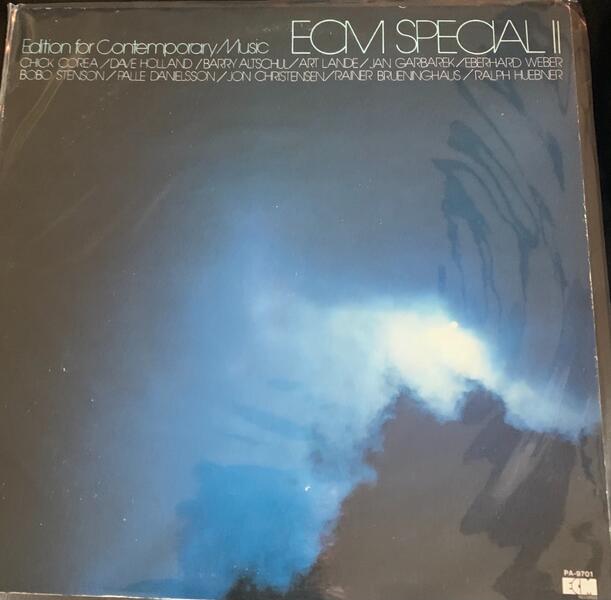 Edition for Contemporary Music ECM SPECIAL II
CHICK COREA / DAVE HOLLAND / BARRY ALTSCHUL / ART LANDE / JAN GARBAREK / EBERHARD WEBER
BOBO STENSON / PALLE DANIELSSON / JON CHRISTENSEN / RAINER BRUENINGHAUS / RALPH HUEBNER
PA-9701
ECM